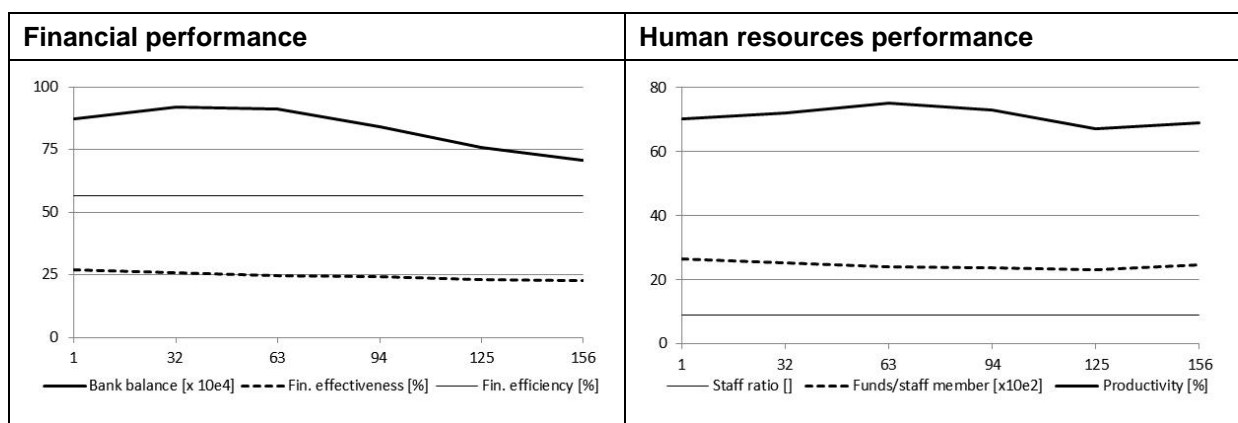 Financial performance
Human resources performance
100
75
50
25
0
1 32 63 94 125 156
Bank balance [x 10e4] Fin. effectiveness [%] Fin. efficiency [%]
80
60
40
20
0
1 32 63 94 125 156
Staff ratio [] Funds/staff member [x10e2] Productivity [%]